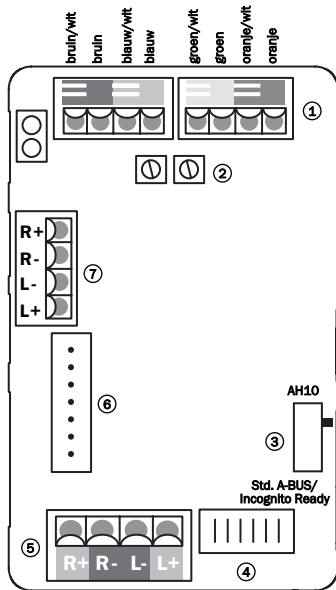 bruin/wit
bruin
blauw/wit
blauw
groen/wit
groen
oranje/wit
oranje
1
2
R+
R-
L-
L+
7
6
AH10
3
Std. A-BUS/
Incognito Ready
5
R+ R- L- L+
4